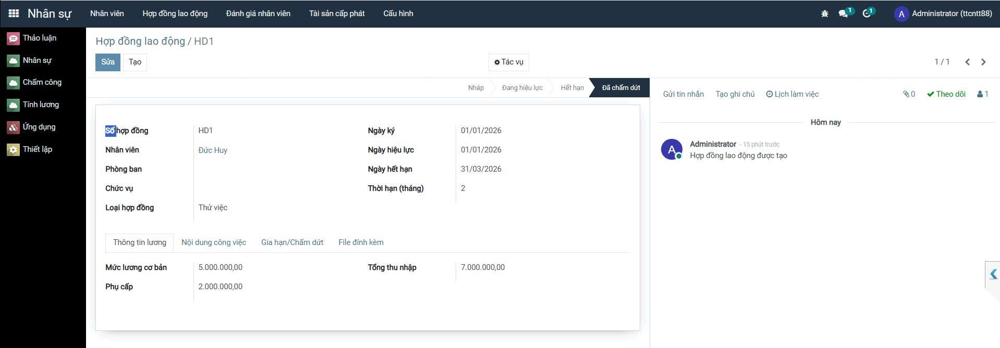 Nhân sự Nhân viên Hợp đồng lao động Đánh giá nhân viên Tài sản cấp phát Cấu hình 1 1 A Administrator (ttcntt88)
Thảo luận
Nhân sự
Chấm công
Tính lương
Ứng dụng
Thiết lập
Hợp đồng lao động / HD1
Sửa Tạo Tác vụ 1 / 1
Nháp Đang hiệu lực Hết hạn Đã chấm dứt
Số hợp đồng HD1 Ngày ký 01/01/2026
Nhân viên Đức Huy Ngày hiệu lực 01/01/2026
Phòng ban Ngày hết hạn 31/03/2026
Chức vụ Thời hạn (tháng) 2
Loại hợp đồng Thử việc
Thông tin lương Nội dung công việc Gia hạn/Chấm dứt File đính kèm
Mức lương cơ bản 5.000.000,00 Tổng thu nhập 7.000.000,00
Phụ cấp 2.000.000,00
Gửi tin nhắn Tạo ghi chú Lịch làm việc 0 Theo dõi 1
Hôm nay
A Administrator - 15 phút trước
Hợp đồng lao động được tạo